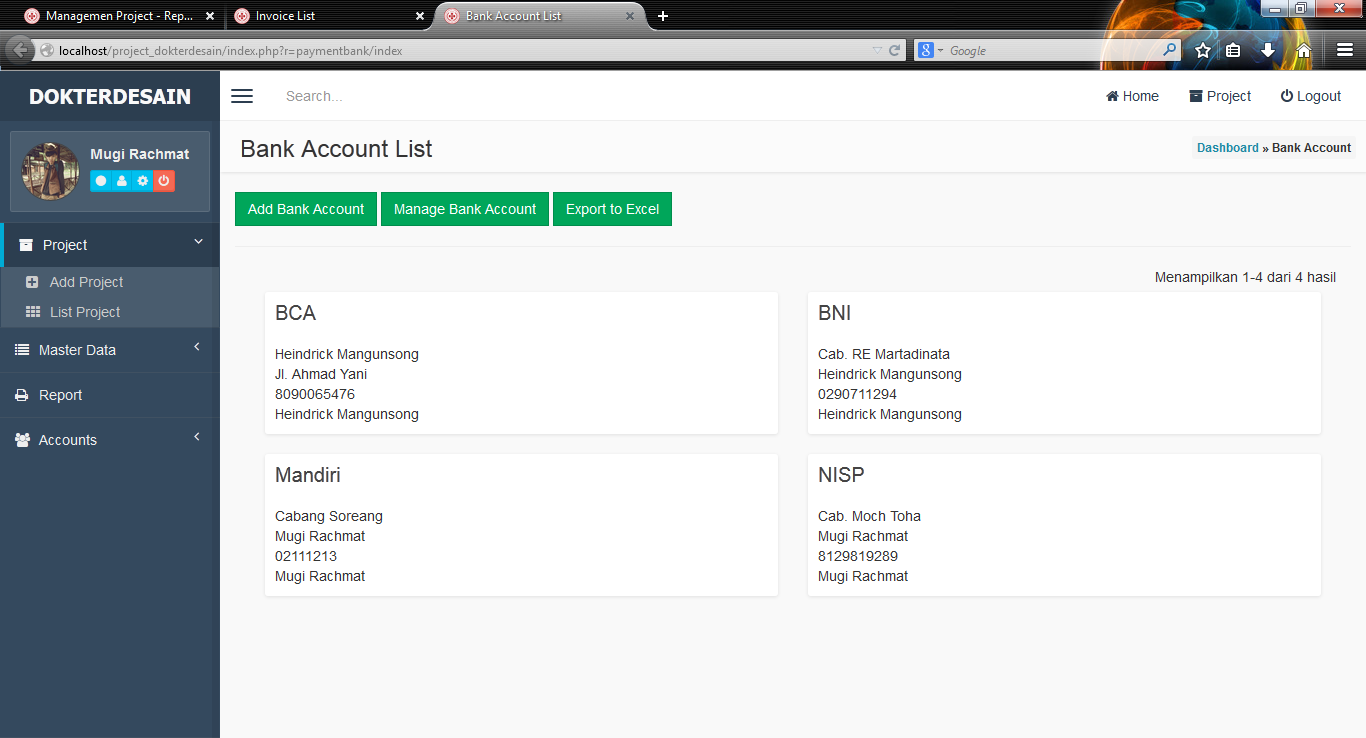 Managemen Project - Rep...
Invoice List
Bank Account List
localhost/project_dokterdesain/index.php?r=paymentbank/index
Google
DOKTERDESAIN
Search...
Home
Project
Logout
Mugi Rachmat
Bank Account List
Dashboard » Bank Account
Project
Add Project
List Project
Master Data
Report
Accounts
Add Bank Account
Manage Bank Account
Export to Excel
Menampilkan 1-4 dari 4 hasil
BCA
Heindrick Mangunsong
Jl. Ahmad Yani
8090065476
Heindrick Mangunsong
BNI
Cab. RE Martadinata
Heindrick Mangunsong
0290711294
Heindrick Mangunsong
Mandiri
Cabang Soreang
Mugi Rachmat
02111213
Mugi Rachmat
NISP
Cab. Moch Toha
Mugi Rachmat
8129819289
Mugi Rachmat